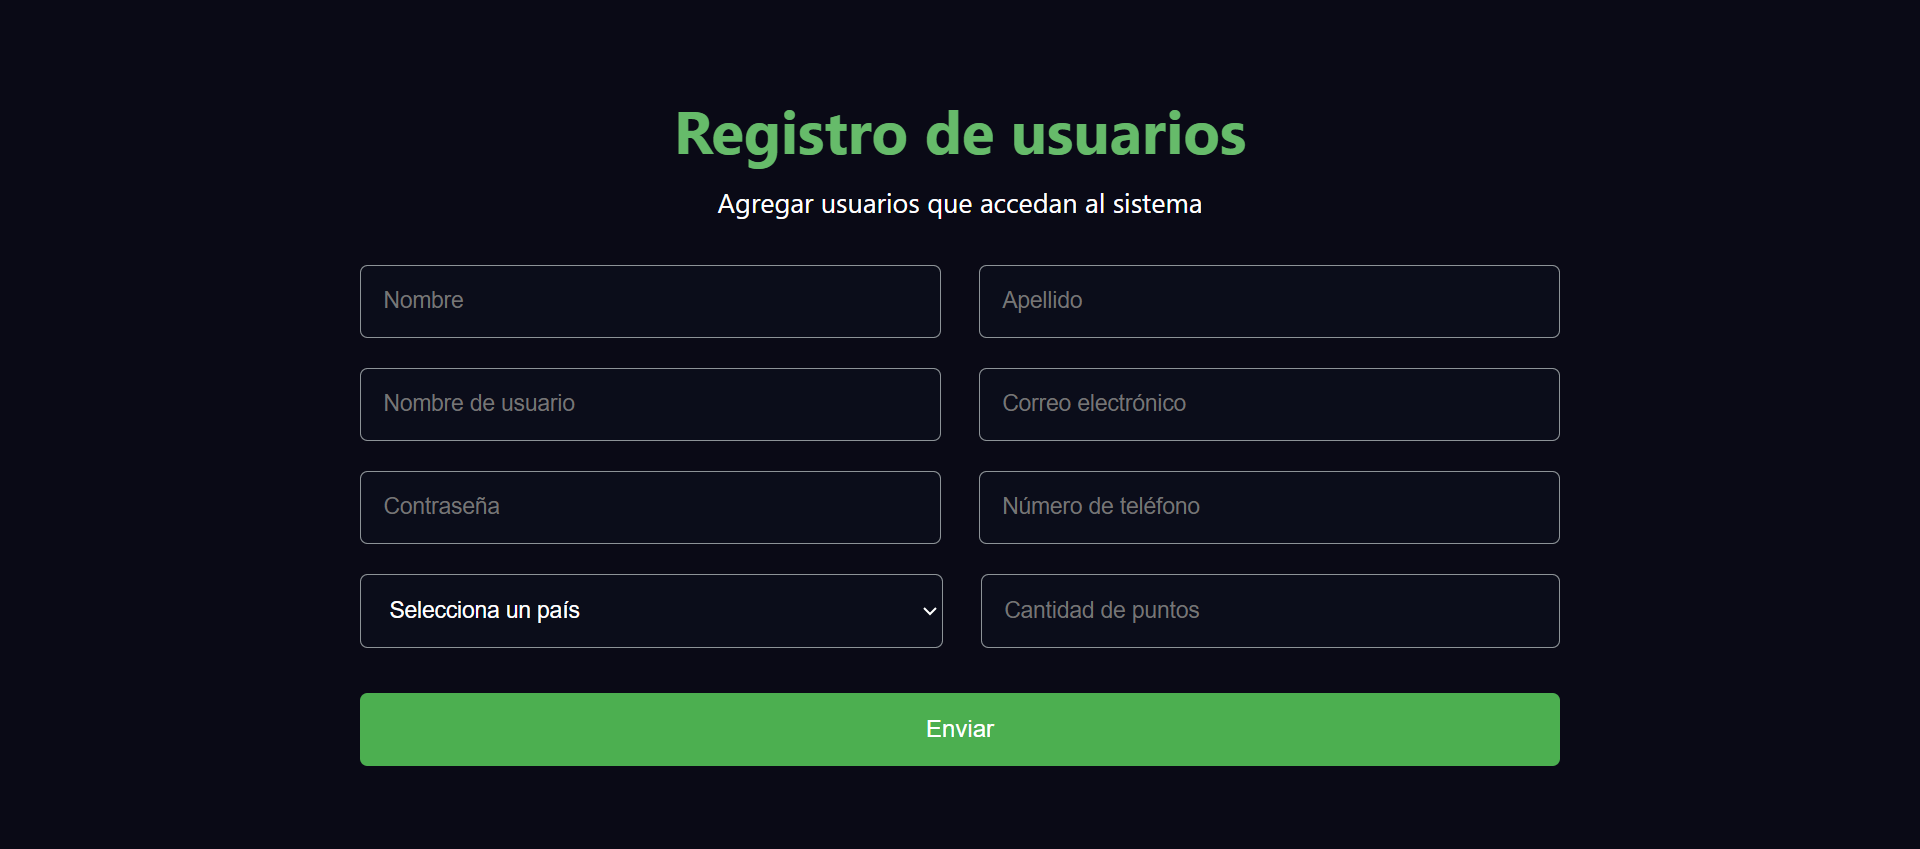 Registro de usuarios
Agregar usuarios que accedan al sistema
Nombre
Apellido
Nombre de usuario
Correo electrónico
Contraseña
Número de teléfono
Selecciona un país
Cantidad de puntos
Enviar